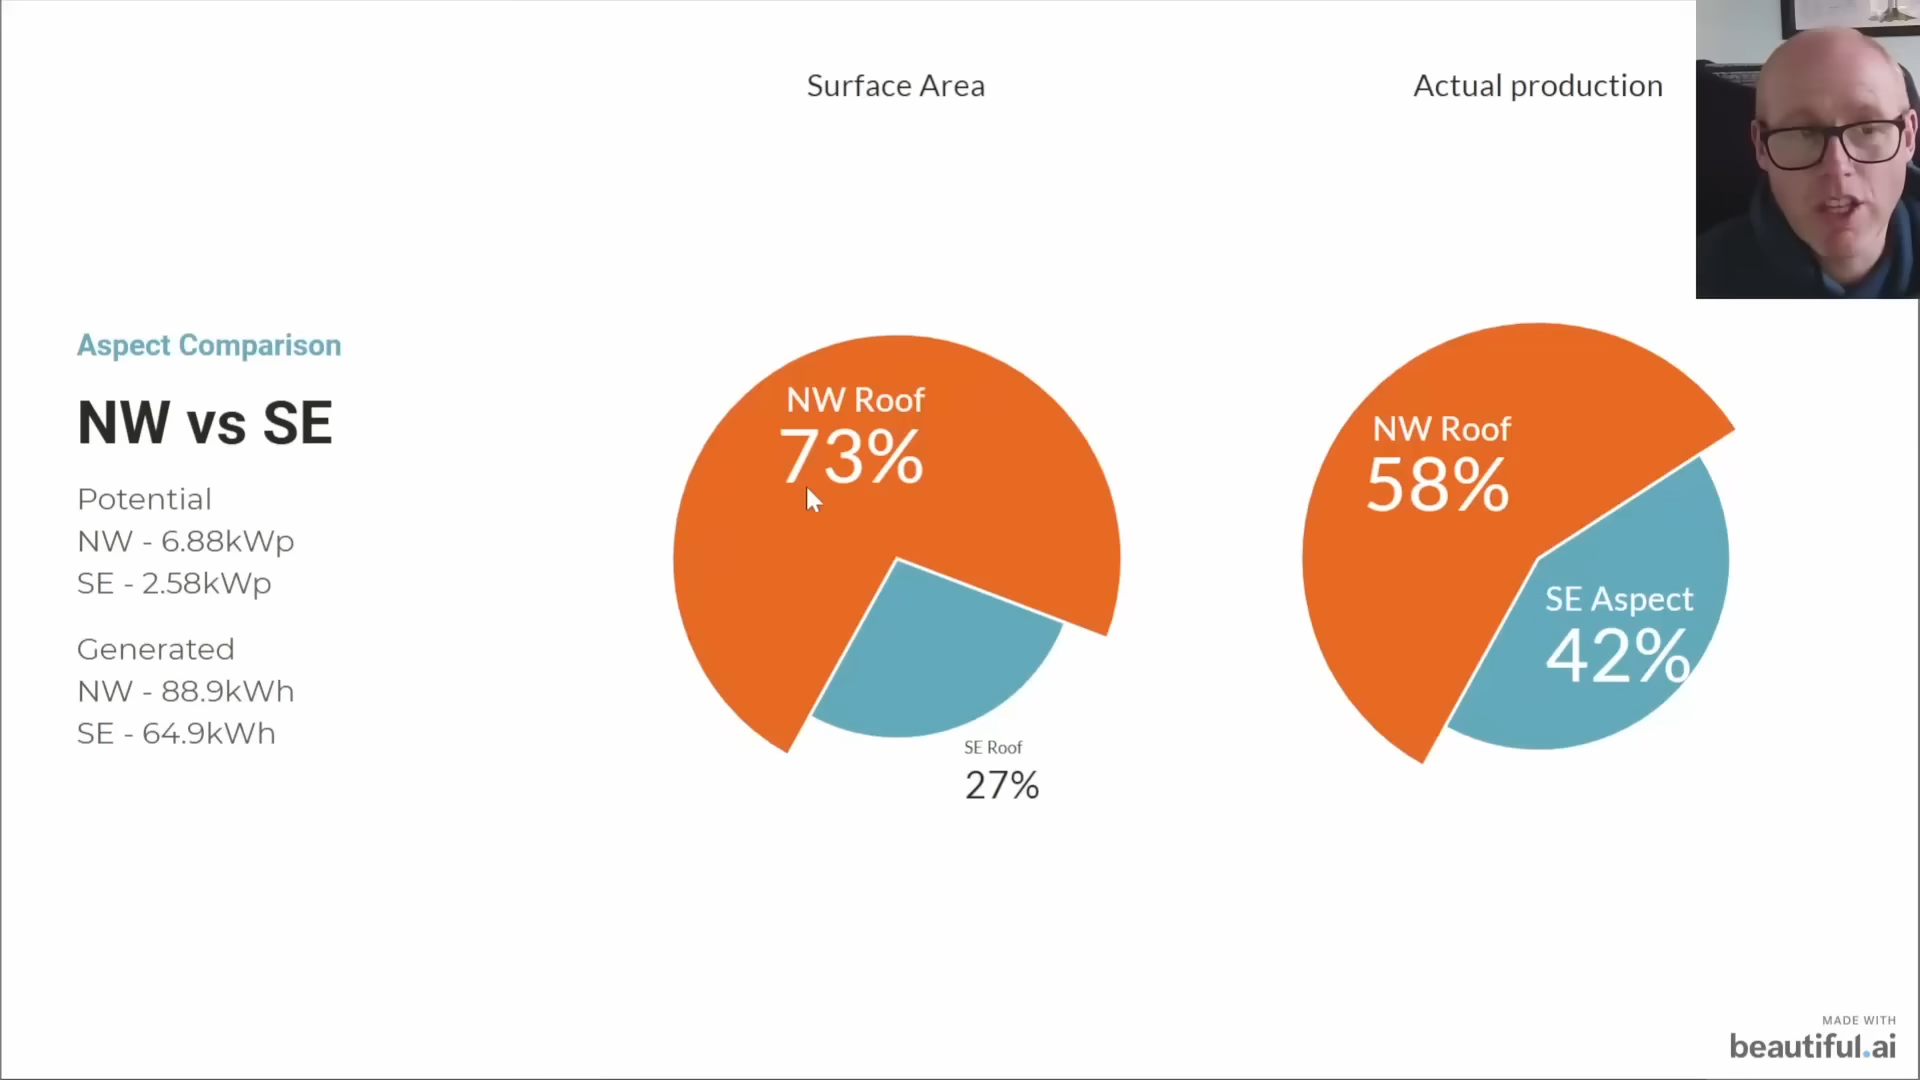 Surface Area
Actual production
Aspect Comparison
NW vs SE
Potential
NW - 6.88kWp
SE - 2.58kWp
Generated
NW - 88.9kWh
SE - 64.9kWh
NW Roof
73%
SE Roof
27%
NW Roof
58%
SE Aspect
42%
MADE WITH
beautiful.ai